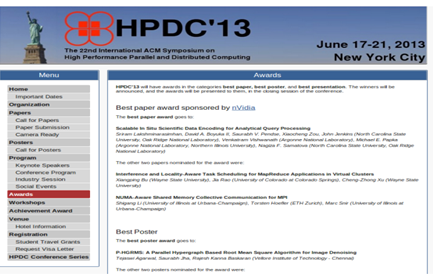 HPDC'13
The 22nd International ACM Symposium on
High Performance Parallel and Distributed Computing
June 17-21, 2013
New York City
Menu
Home
Important Dates
Organization
Papers
Call for Papers
Paper Submission
Camera Ready
Posters
Call for Posters
Program
Keynote Speakers
Conference Program
Industry Session
Social Events
Awards
Workshops
Achievement Award
Venue
Hotel Information
Registration
Student Travel Grants
Request Visa Letter
HPDC Conference Series
Awards
HPDC'13 will have awards in the categories best paper, best poster, and best presentation. The winners will be
announced, and the awards will be presented to them, in the closing session of the conference.
Best paper award sponsored by nVidia
The best paper award goes to:
Scalable In Situ Scientific Data Encoding for Analytical Query Processing
Sriram Lakshminarasimhan, David A. Boyuka II, Saurabh V. Pendse, Xiaocheng Zou, John Jenkins (North Carolina State
University, Oak Ridge National Laboratory), Venkatram Vishwanath (Argonne National Laboratory), Michael E. Papka
(Argonne National Laboratory, Northern Illinois University), Nagiza F. Samatova (North Carolina State University, Oak Ridge
National Laboratory)
The other two papers nominated for the award were:
Interference and Locality-Aware Task Scheduling for MapReduce Applications in Virtual Clusters
Xiangping Bu (Wayne State University), Jia Rao (University of Colorado at Colorado Springs), Cheng-Zhong Xu (Wayne State
University)
NUMA-Aware Shared Memory Collective Communication for MPI
Shigang Li (University of Illinois at Urbana-Champaign), Torsten Hoefler (ETH Zurich), Marc Snir (University of Illinois at
Urbana-Champaign)
Best Poster
The best poster award goes to:
P-HGRMS: A Parallel Hypergraph Based Root Mean Square Algorithm for Image Denoising
Tejaswi Agarwal, Saurabh Jha, Rajesh Kanna Baskaran (Vellore Institute of Technology - Chennai)
The other two posters nominated for the award were: